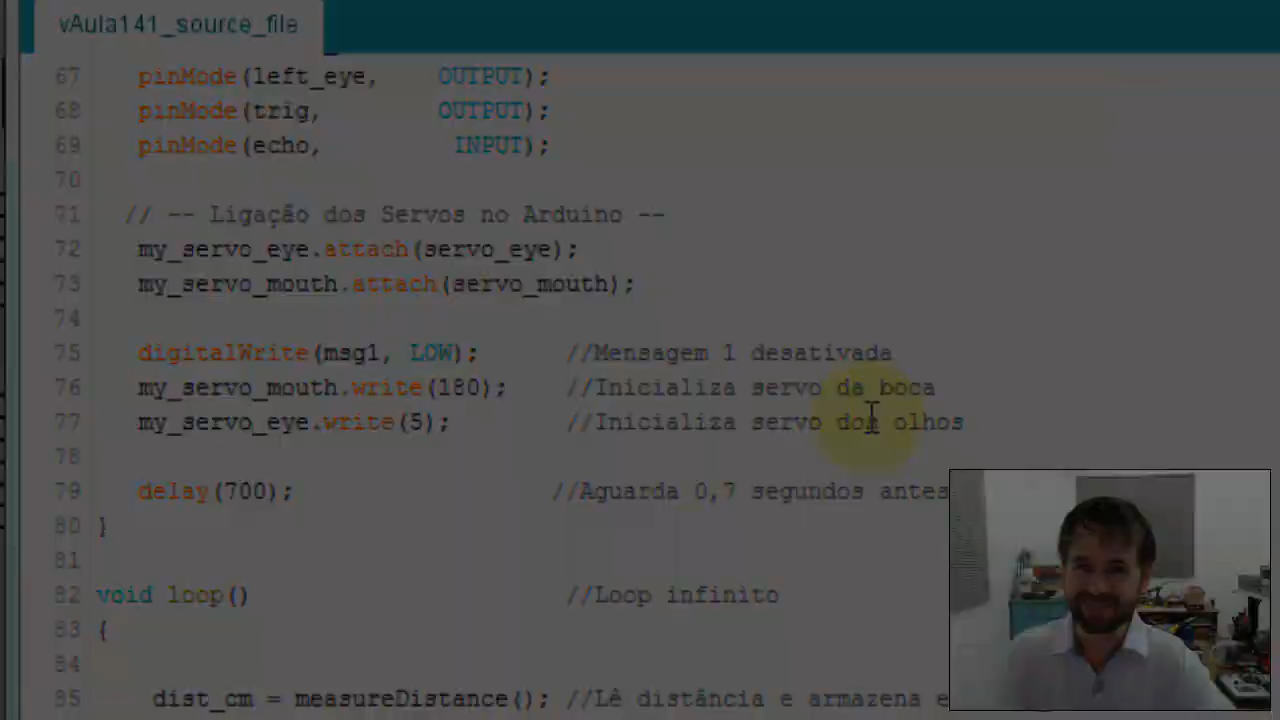 vAula141_source_file
67 pinMode(left_eye, OUTPUT);
68 pinMode(trig, OUTPUT);
69 pinMode(echo, INPUT);
70
71 // -- Ligação dos Servos no Arduino --
72 my_servo_eye.attach(servo_eye);
73 my_servo_mouth.attach(servo_mouth);
74
75 digitalWrite(msg1, LOW); //Mensagem 1 desativada
76 my_servo_mouth.write(180); //Inicializa servo da boca
77 my_servo_eye.write(5); //Inicializa servo dos olhos
78
79 delay(700); //Aguarda 0,7 segundos antes
80 }
81
82 void loop() //Loop infinito
83 {
84
85 dist_cm = measureDistance(); //Lê distância e armazena e